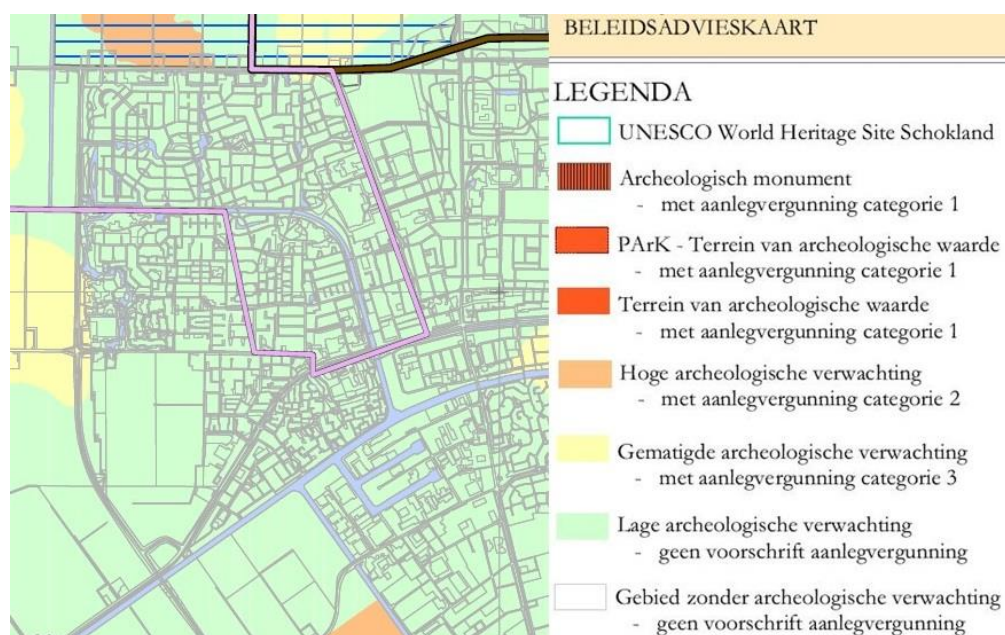 BELEIDSADVIESKAART
LEGENDA
UNESCO World Heritage Site Schokland
Archeologisch monument
- met aanlegvergunning categorie 1
PArK - Terrein van archeologische waarde
- met aanlegvergunning categorie 1
Terrein van archeologische waarde
- met aanlegvergunning categorie 1
Hoge archeologische verwachting
- met aanlegvergunning categorie 2
Gematigde archeologische verwachting
- met aanlegvergunning categorie 3
Lage archeologische verwachting
- geen voorschrift aanlegvergunning
Gebied zonder archeologische verwachting
- geen voorschrift aanlegvergunning